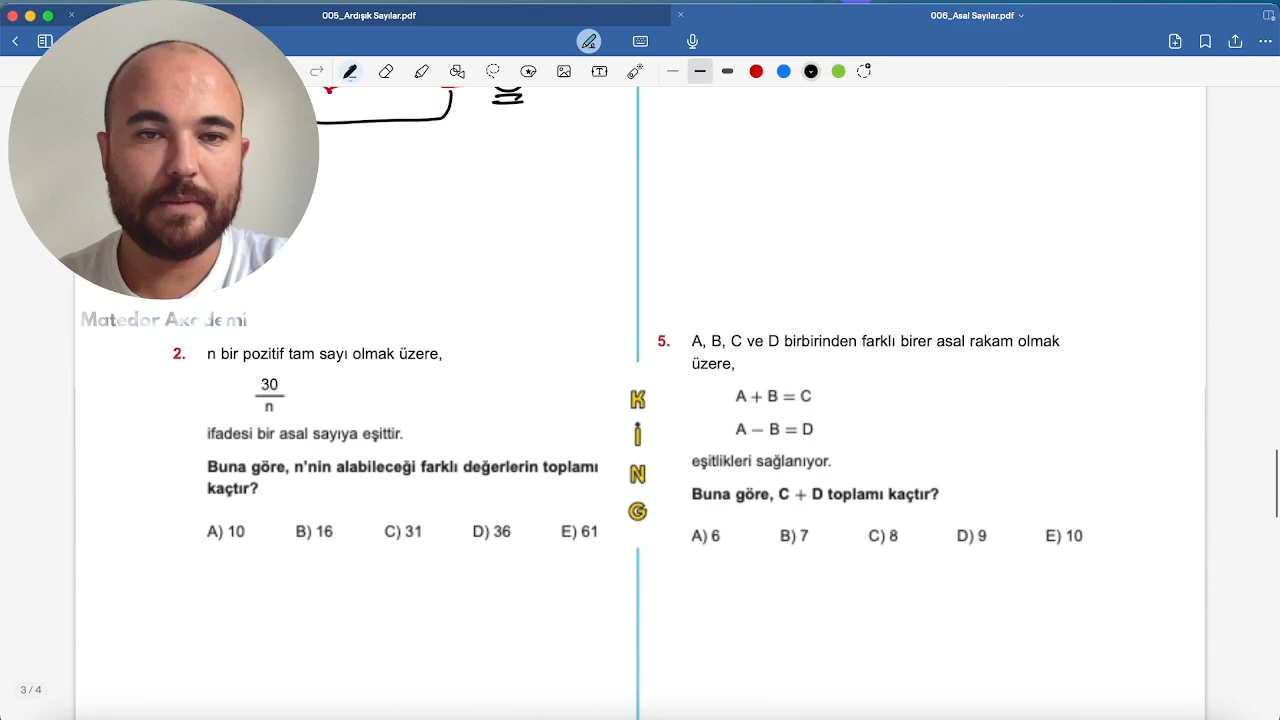 005_Ardışık Sayılar.pdf
006_Asal Sayılar.pdf
Matedor Akademi
2. n bir pozitif tam sayı olmak üzere,
30
n
ifadesi bir asal sayıya eşittir.
Buna göre, n'nin alabileceği farklı değerlerin toplamı
kaçtır?
A) 10 B) 16 C) 31 D) 36 E) 61
K
İ
N
G
5. A, B, C ve D birbirinden farklı birer asal rakam olmak
üzere,
A + B = C
A − B = D
eşitlikleri sağlanıyor.
Buna göre, C + D toplamı kaçtır?
A) 6 B) 7 C) 8 D) 9 E) 10
3 / 4